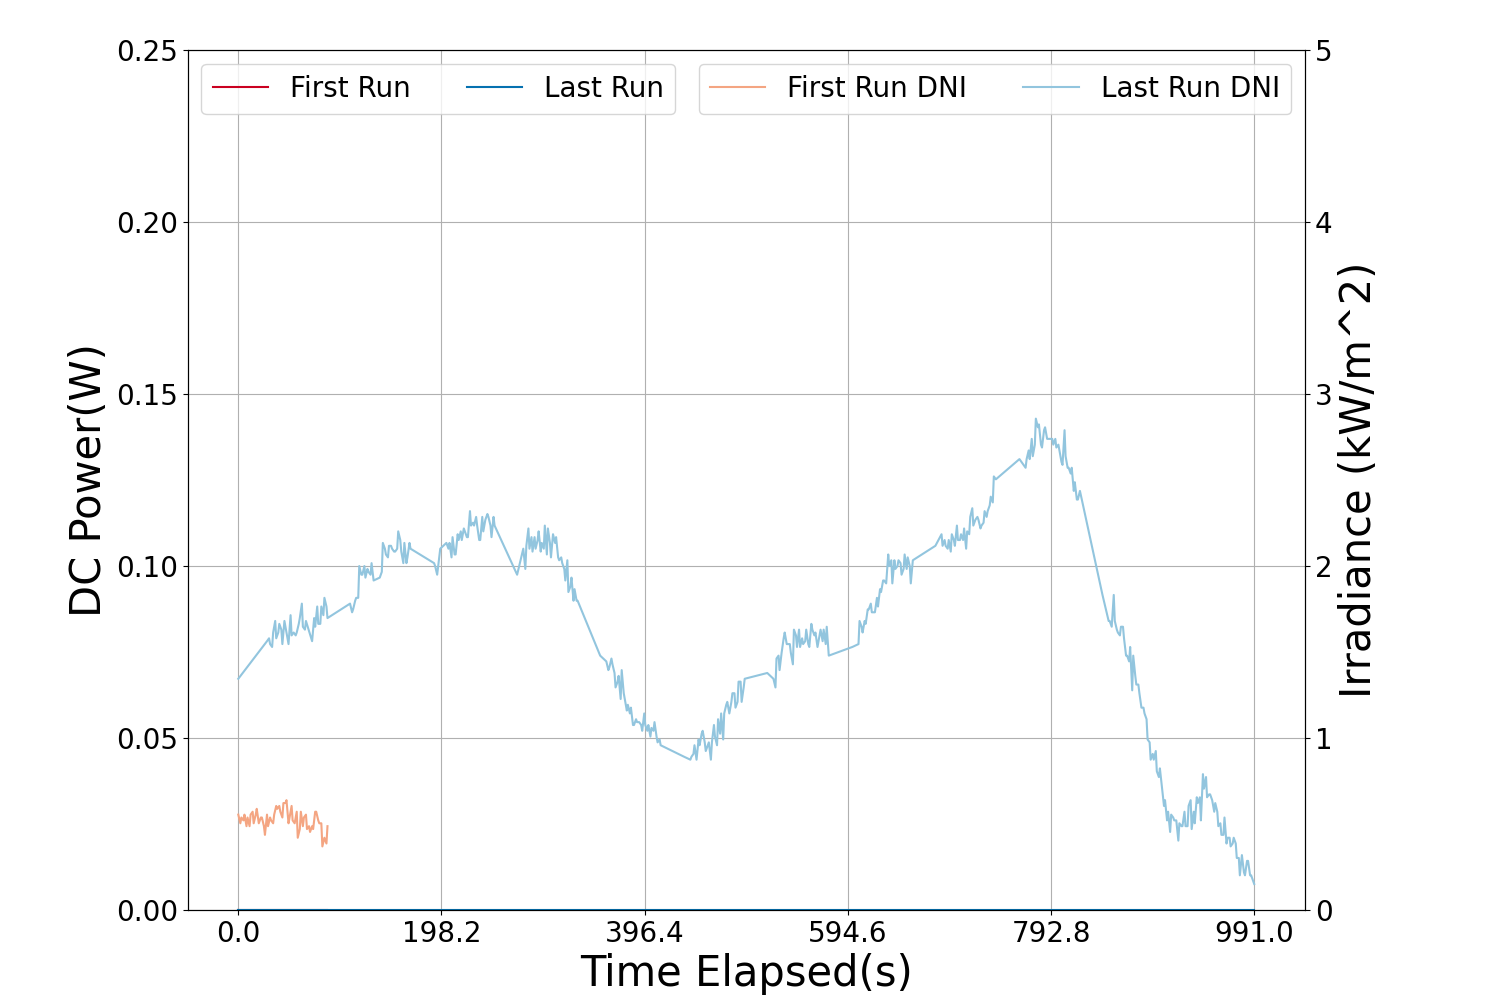 0.25
0.20
0.15
0.10
0.05
0.00
DC Power(W)
First Run
Last Run
First Run DNI
Last Run DNI
5
4
3
2
1
0
Irradiance (kW/m^2)
0.0 198.2 396.4 594.6 792.8 991.0
Time Elapsed(s)